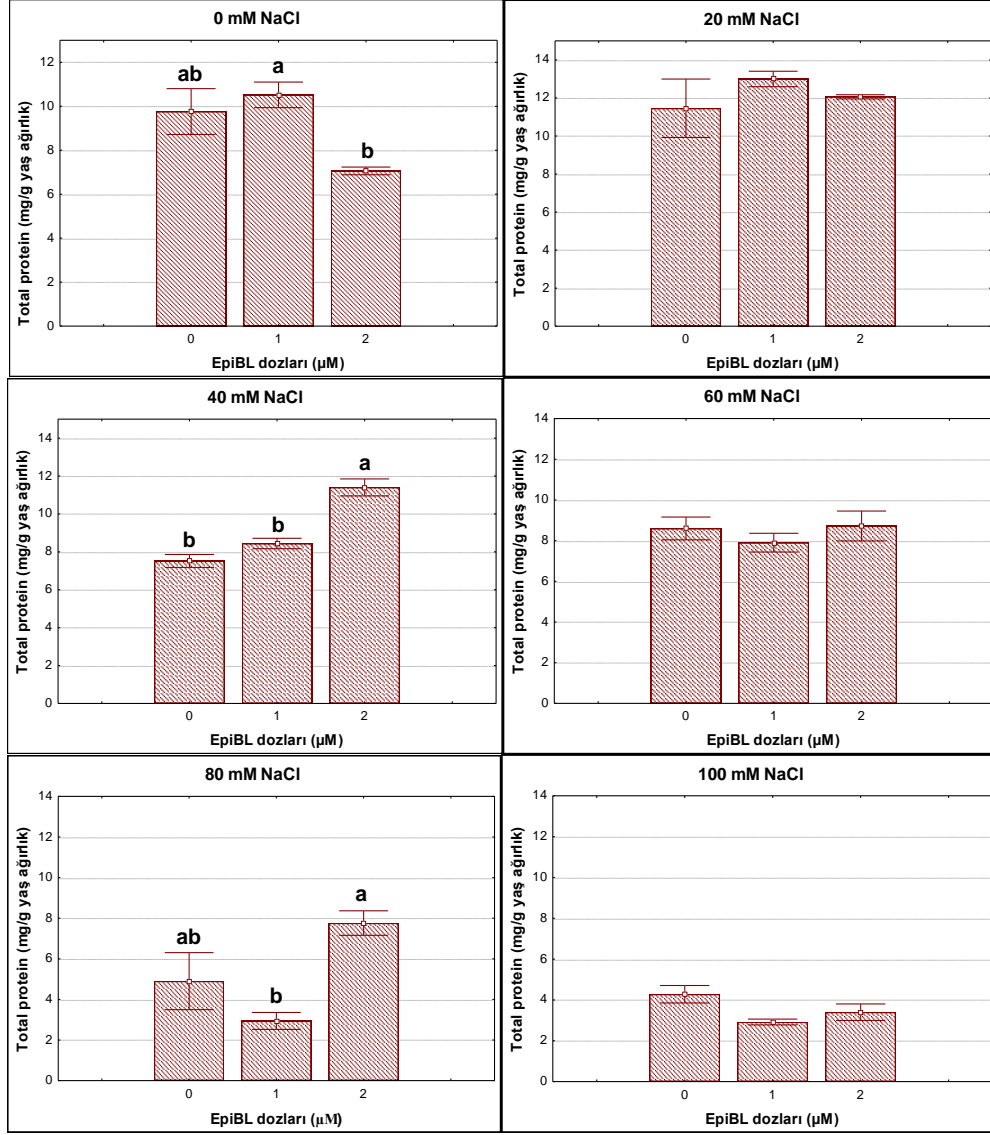 0 mM NaCl
Total protein (mg/g yaş ağırlık)
12
10
8
6
4
2
0
ab
a
b
0 1 2
EpiBL dozları (µM)
20 mM NaCl
Total protein (mg/g yaş ağırlık)
14
12
10
8
6
4
2
0
0 1 2
EpiBL dozları (µM)
40 mM NaCl
Total protein (mg/g yaş ağırlık)
14
12
10
8
6
4
2
0
b
b
a
0 1 2
EpiBL dozları (µM)
60 mM NaCl
Total protein (mg/g yaş ağırlık)
14
12
10
8
6
4
2
0
0 1 2
EpiBL dozları (µM)
80 mM NaCl
Total protein (mg/g yaş ağırlık)
14
12
10
8
6
4
2
0
ab
b
a
0 1 2
EpiBL dozları (µM)
100 mM NaCl
Total protein (mg/g yaş ağırlık)
14
12
10
8
6
4
2
0
0 1 2
EpiBL dozları (µM)